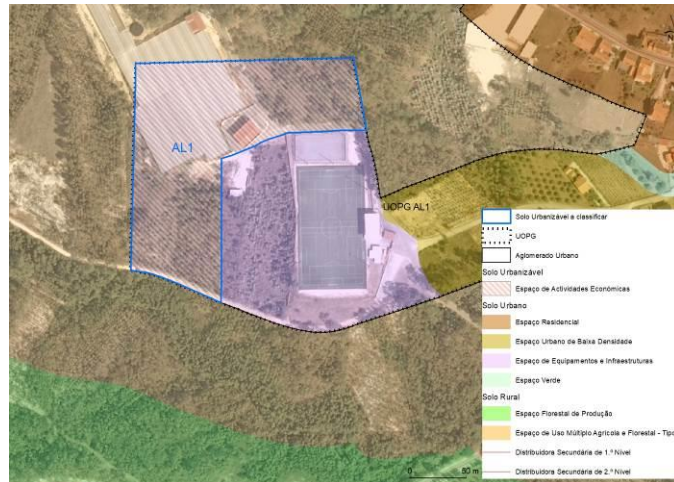 AL1
UOPG AL1
Solo Urbanizável a classificar
UOPG
Aglomerado Urbano
Solo Urbanizável
Espaço de Actividades Económicas
Solo Urbano
Espaço Residencial
Espaço Urbano de Baixa Densidade
Espaço de Equipamentos e Infraestruturas
Espaço Verde
Solo Rural
Espaço Florestal de Produção
Espaço de Uso Múltiplo Agrícola e Florestal - Tipo
Distribuidora Secundária de 1.º Nível
Distribuidora Secundária de 2.º Nível
0 50 m